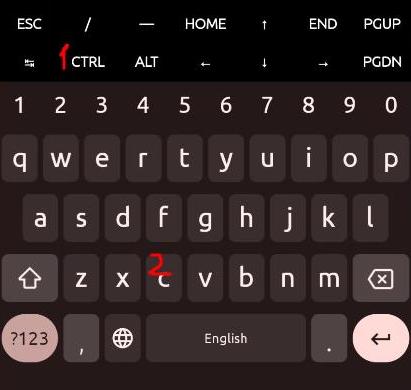 ESC / — HOME ↑ END PGUP
↹ 1 CTRL ALT ← ↓ → PGDN
1 2 3 4 5 6 7 8 9 0
q w e r t y u i o p
a s d f g h j k l
z x 2 c v b n m
?123 , English .